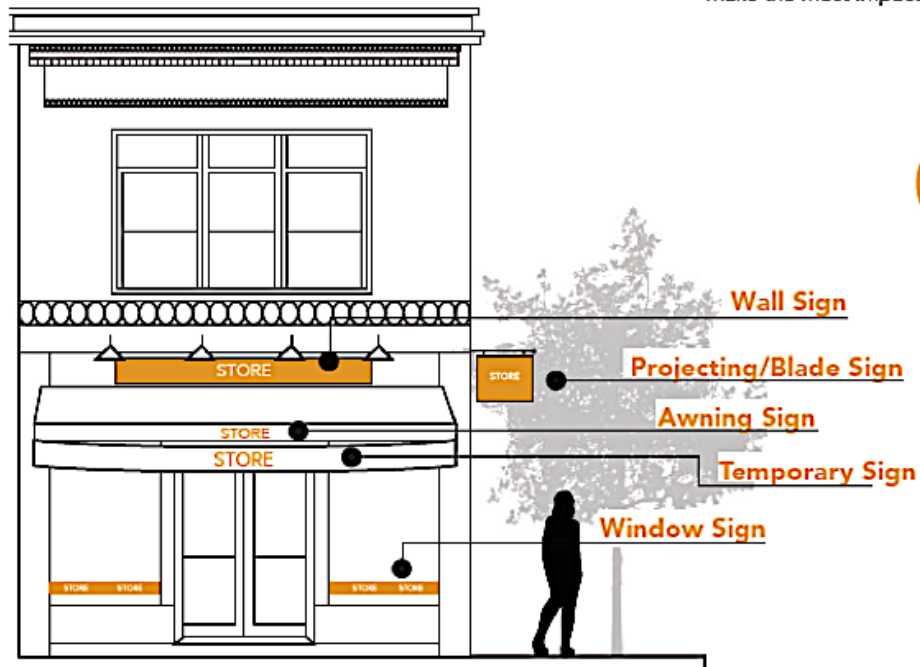 Wall Sign
STORE
STORE
Projecting/Blade Sign
Awning Sign
STORE
STORE
Temporary Sign
Window Sign
STORE STORE
STORE STORE